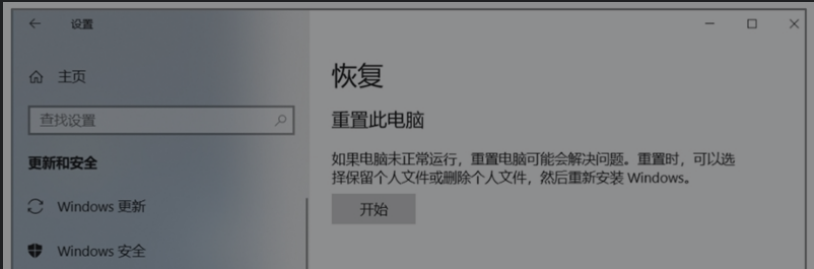 设置
主页
查找设置
更新和安全
Windows 更新
Windows 安全
恢复
重置此电脑
如果电脑未正常运行，重置电脑可能会解决问题。重置时，可以选
择保留个人文件或删除个人文件，然后重新安装 Windows。
开始